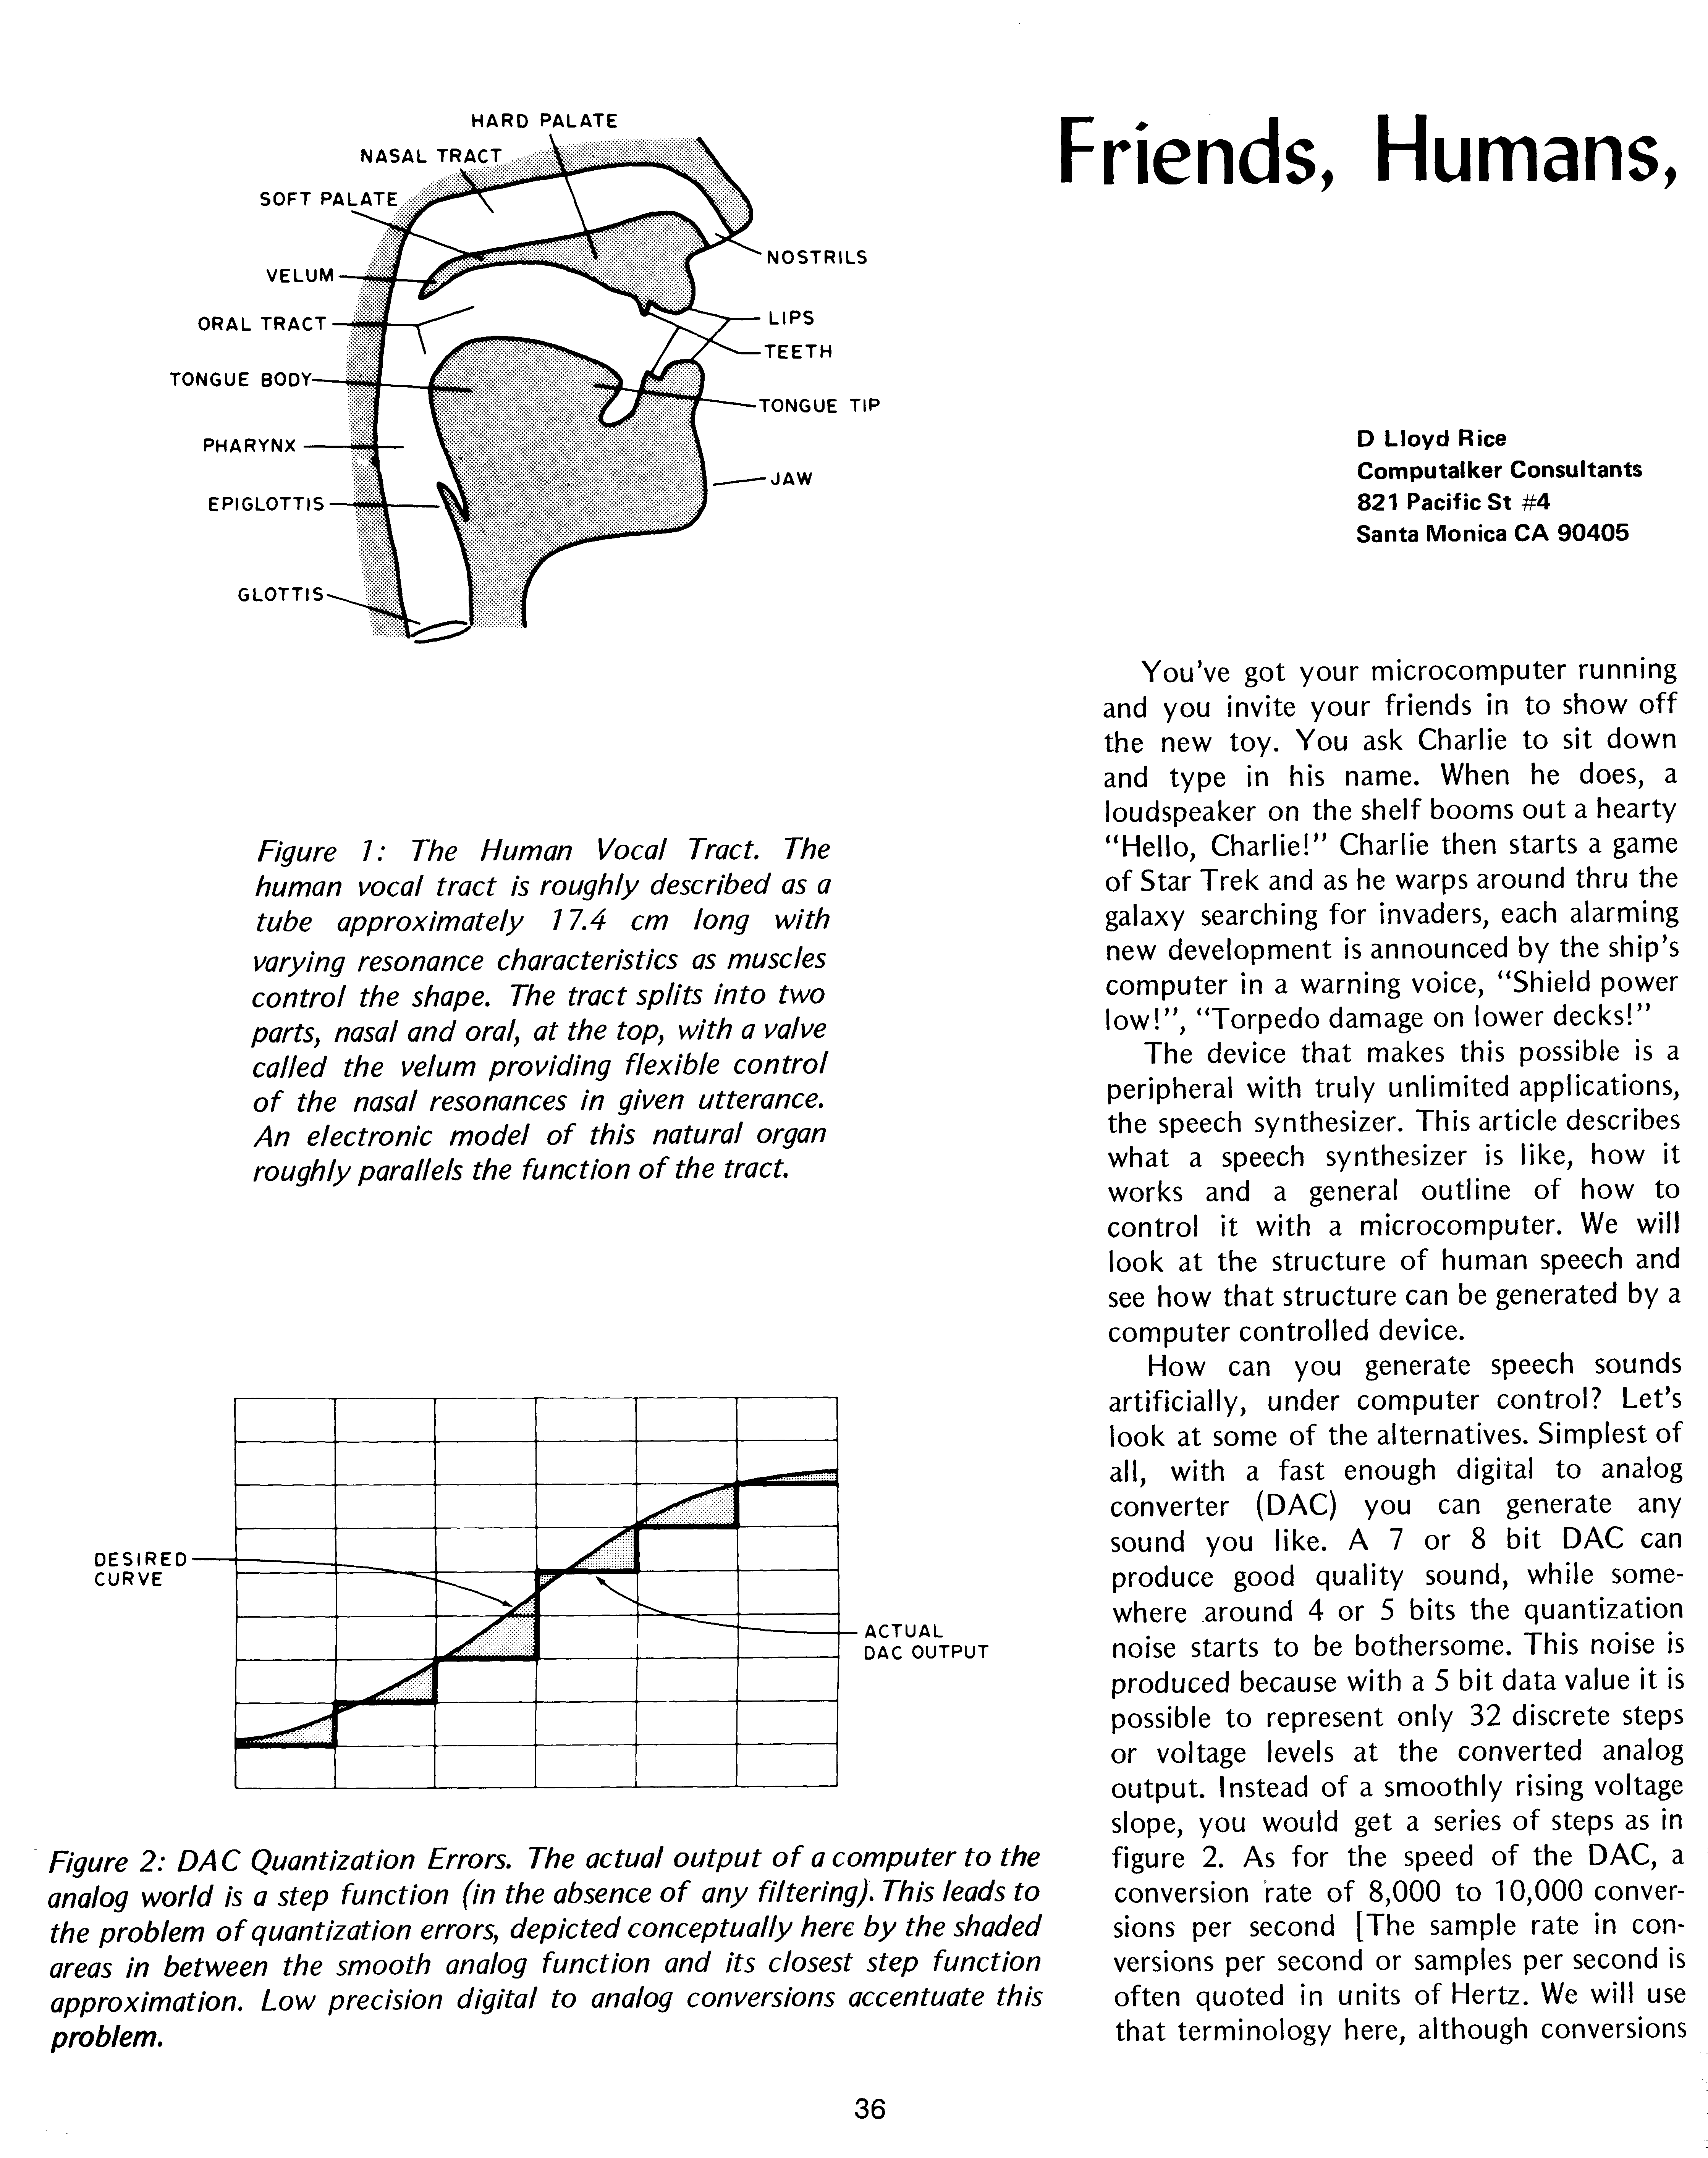 HARD PALATE
NASAL TRACT
SOFT PALATE
NOSTRILS
VELUM
ORAL TRACT
LIPS
TEETH
TONGUE BODY
TONGUE TIP
PHARYNX
JAW
EPIGLOTTIS
GLOTTIS
Figure 1: The Human Vocal Tract. The
human vocal tract is roughly described as a
tube approximately 17.4 cm long with
varying resonance characteristics as muscles
control the shape. The tract splits into two
parts, nasal and oral, at the top, with a valve
called the velum providing flexible control
of the nasal resonances in given utterance.
An electronic model of this natural organ
roughly parallels the function of the tract.
DESIRED
CURVE
ACTUAL
DAC OUTPUT
Figure 2: DAC Quantization Errors. The actual output of a computer to the
analog world is a step function (in the absence of any filtering). This leads to
the problem of quantization errors, depicted conceptually here by the shaded
areas in between the smooth analog function and its closest step function
approximation. Low precision digital to analog conversions accentuate this
problem.
Friends, Humans,
D Lloyd Rice
Computalker Consultants
821 Pacific St #4
Santa Monica CA 90405
You've got your microcomputer running
and you invite your friends in to show off
the new toy. You ask Charlie to sit down
and type in his name. When he does, a
loudspeaker on the shelf booms out a hearty
"Hello, Charlie!" Charlie then starts a game
of Star Trek and as he warps around thru the
galaxy searching for invaders, each alarming
new development is announced by the ship's
computer in a warning voice, "Shield power
low!", "Torpedo damage on lower decks!"
The device that makes this possible is a
peripheral with truly unlimited applications,
the speech synthesizer. This article describes
what a speech synthesizer is like, how it
works and a general outline of how to
control it with a microcomputer. We will
look at the structure of human speech and
see how that structure can be generated by a
computer controlled device.
How can you generate speech sounds
artificially, under computer control? Let's
look at some of the alternatives. Simplest of
all, with a fast enough digital to analog
converter (DAC) you can generate any
sound you like. A 7 or 8 bit DAC can
produce good quality sound, while some-
where around 4 or 5 bits the quantization
noise starts to be bothersome. This noise is
produced because with a 5 bit data value it is
possible to represent only 32 discrete steps
or voltage levels at the converted analog
output. Instead of a smoothly rising voltage
slope, you would get a series of steps as in
figure 2. As for the speed of the DAC, a
conversion rate of 8,000 to 10,000 conver-
sions per second [The sample rate in con-
versions per second or samples per second is
often quoted in units of Hertz. We will use
that terminology here, although conversions
36